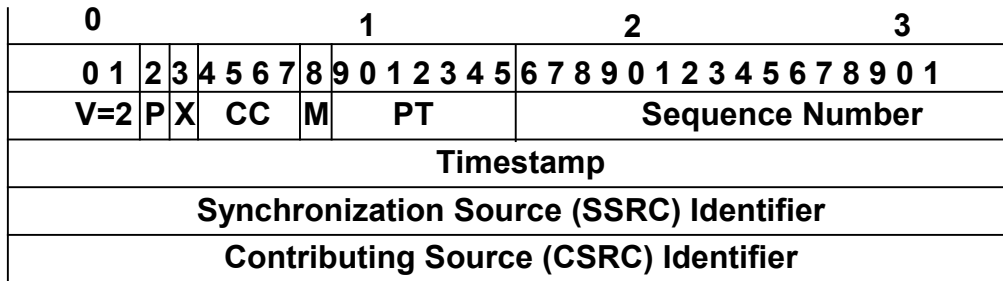 0 1 2 3
0 1 2 3 4 5 6 7 8 9 0 1 2 3 4 5 6 7 8 9 0 1 2 3 4 5 6 7 8 9 0 1
V=2 P X CC M PT Sequence Number
Timestamp
Synchronization Source (SSRC) Identifier
Contributing Source (CSRC) Identifier